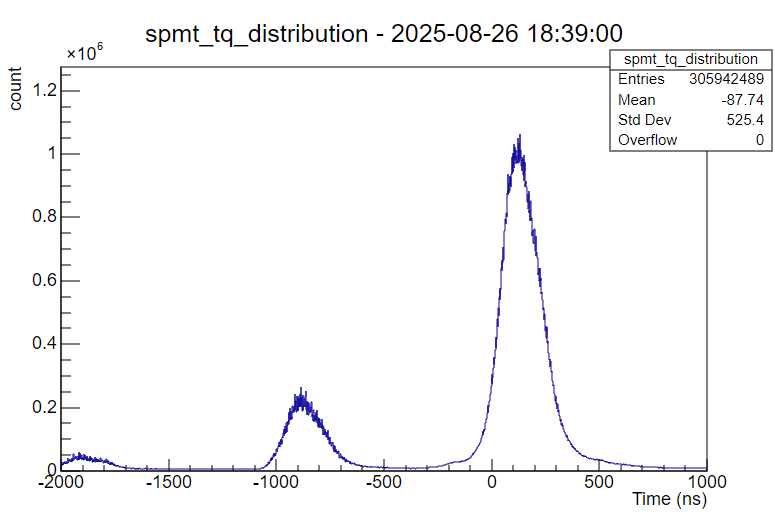 spmt_tq_distribution - 2025-08-26 18:39:00
×10⁶
count
spmt_tq_distribution
Entries 305942489
Mean -87.74
Std Dev 525.4
Overflow 0
1.2
1
0.8
0.6
0.4
0.2
0
-2000 -1500 -1000 -500 0 500 1000
Time (ns)